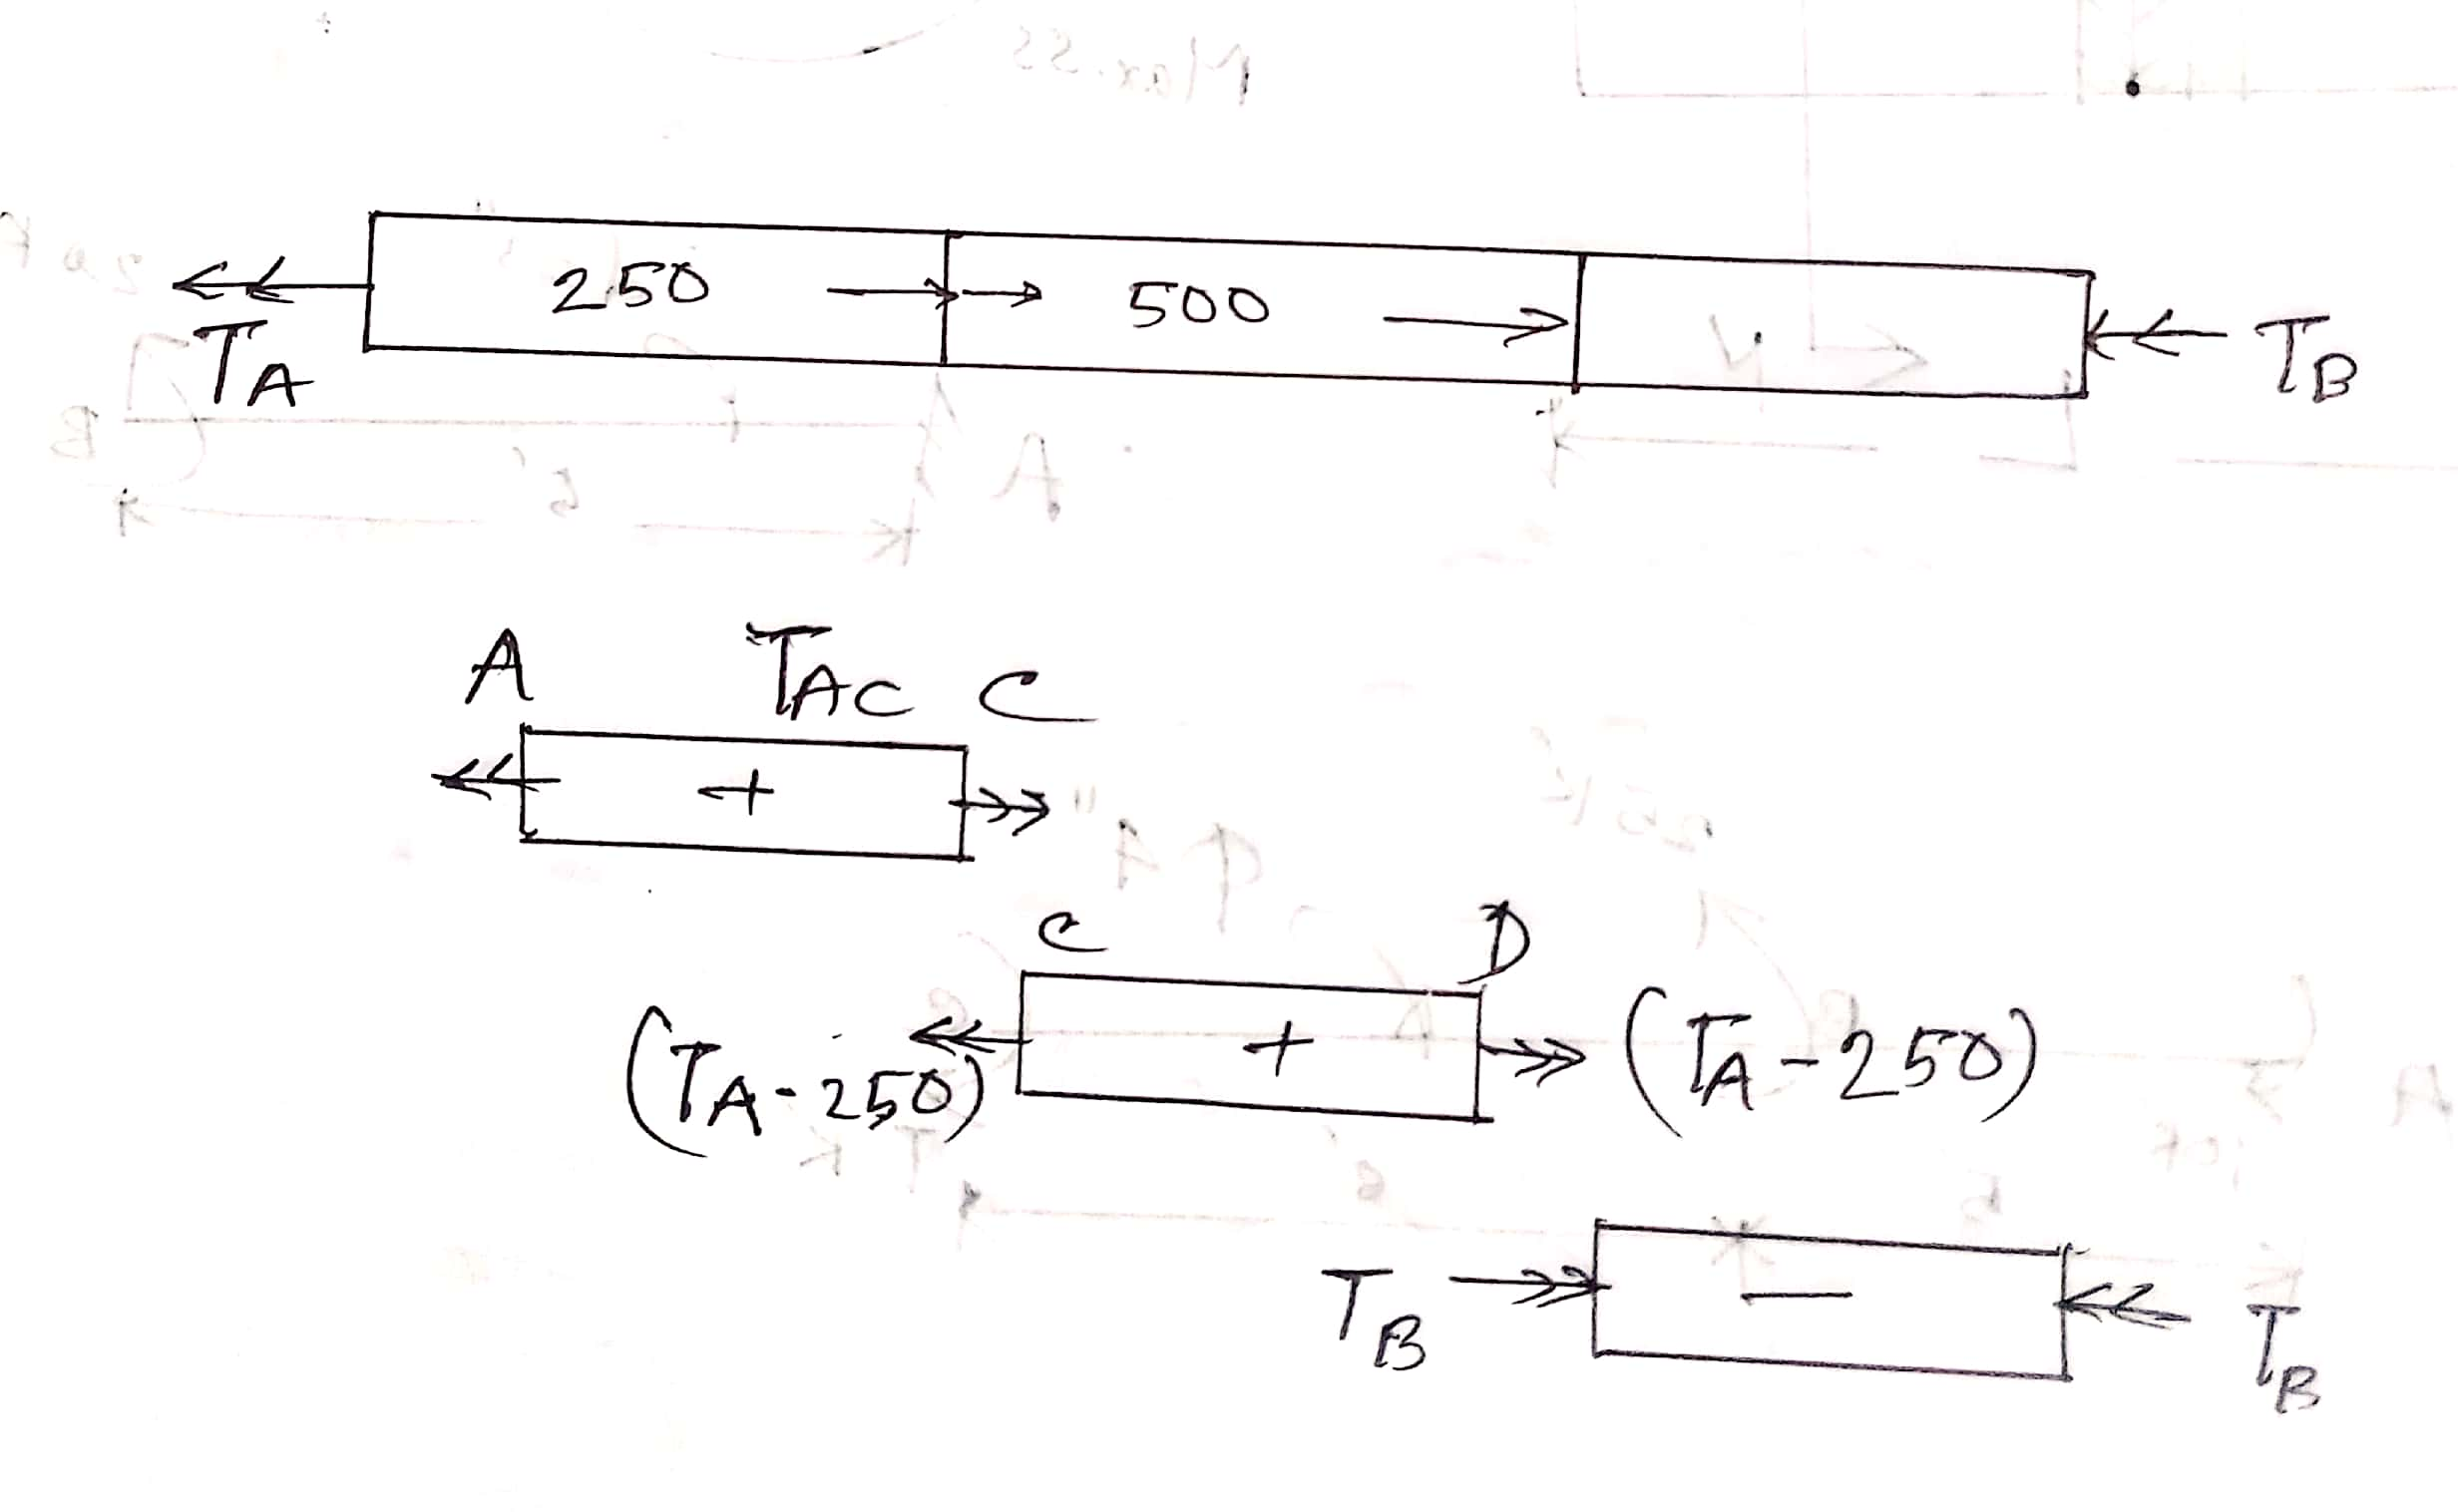 250 500
TA TB
A TAC C
+
C D
(TA-250) + (TA-250)
TB - TB